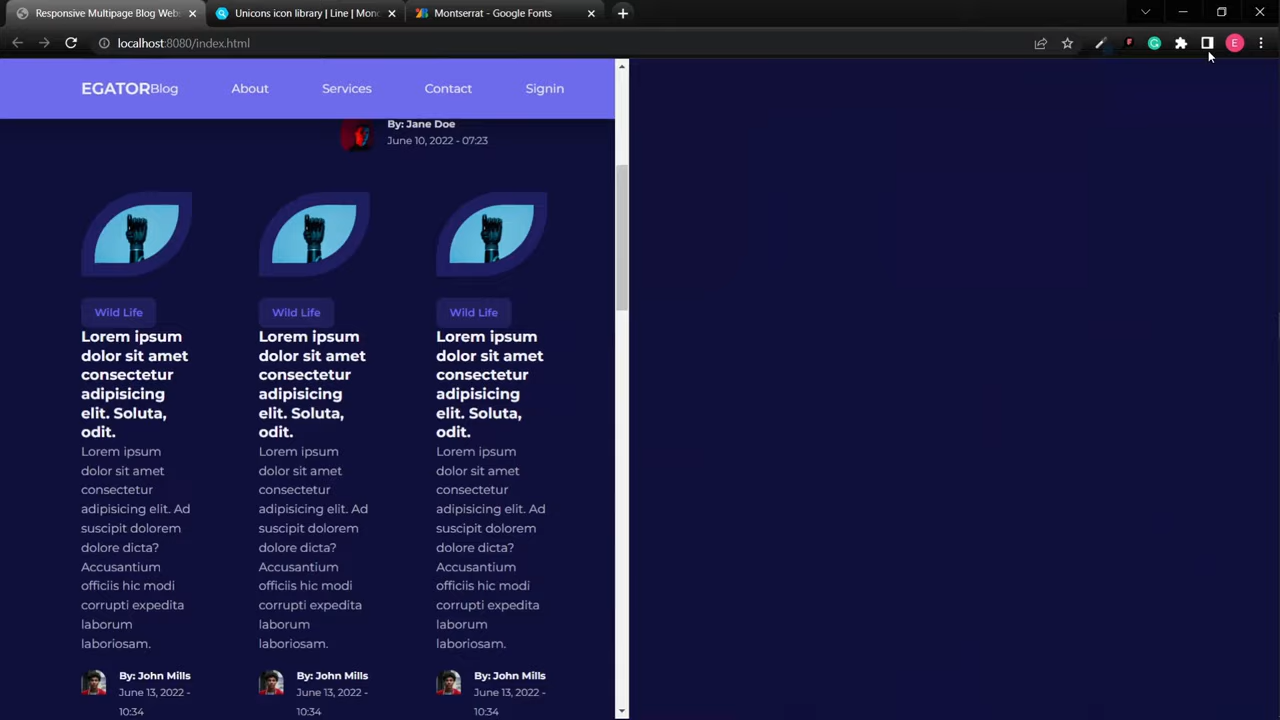 Responsive Multipage Blog Webs
Unicons icon library | Line | Mono
Montserrat - Google Fonts
localhost:8080/index.html
E
EGATOR
Blog
About
Services
Contact
Signin
By: Jane Doe
June 10, 2022 - 07:23
Wild Life
Lorem ipsum
dolor sit amet
consectetur
adipisicing
elit. Soluta,
odit.
Lorem ipsum
dolor sit amet
consectetur
adipisicing elit. Ad
suscipit dolorem
dolore dicta?
Accusantium
officiis hic modi
corrupti expedita
laborum
laboriosam.
By: John Mills
June 13, 2022 -
10:34
Wild Life
Lorem ipsum
dolor sit amet
consectetur
adipisicing
elit. Soluta,
odit.
Lorem ipsum
dolor sit amet
consectetur
adipisicing elit. Ad
suscipit dolorem
dolore dicta?
Accusantium
officiis hic modi
corrupti expedita
laborum
laboriosam.
By: John Mills
June 13, 2022 -
10:34
Wild Life
Lorem ipsum
dolor sit amet
consectetur
adipisicing
elit. Soluta,
odit.
Lorem ipsum
dolor sit amet
consectetur
adipisicing elit. Ad
suscipit dolorem
dolore dicta?
Accusantium
officiis hic modi
corrupti expedita
laborum
laboriosam.
By: John Mills
June 13, 2022 -
10:34